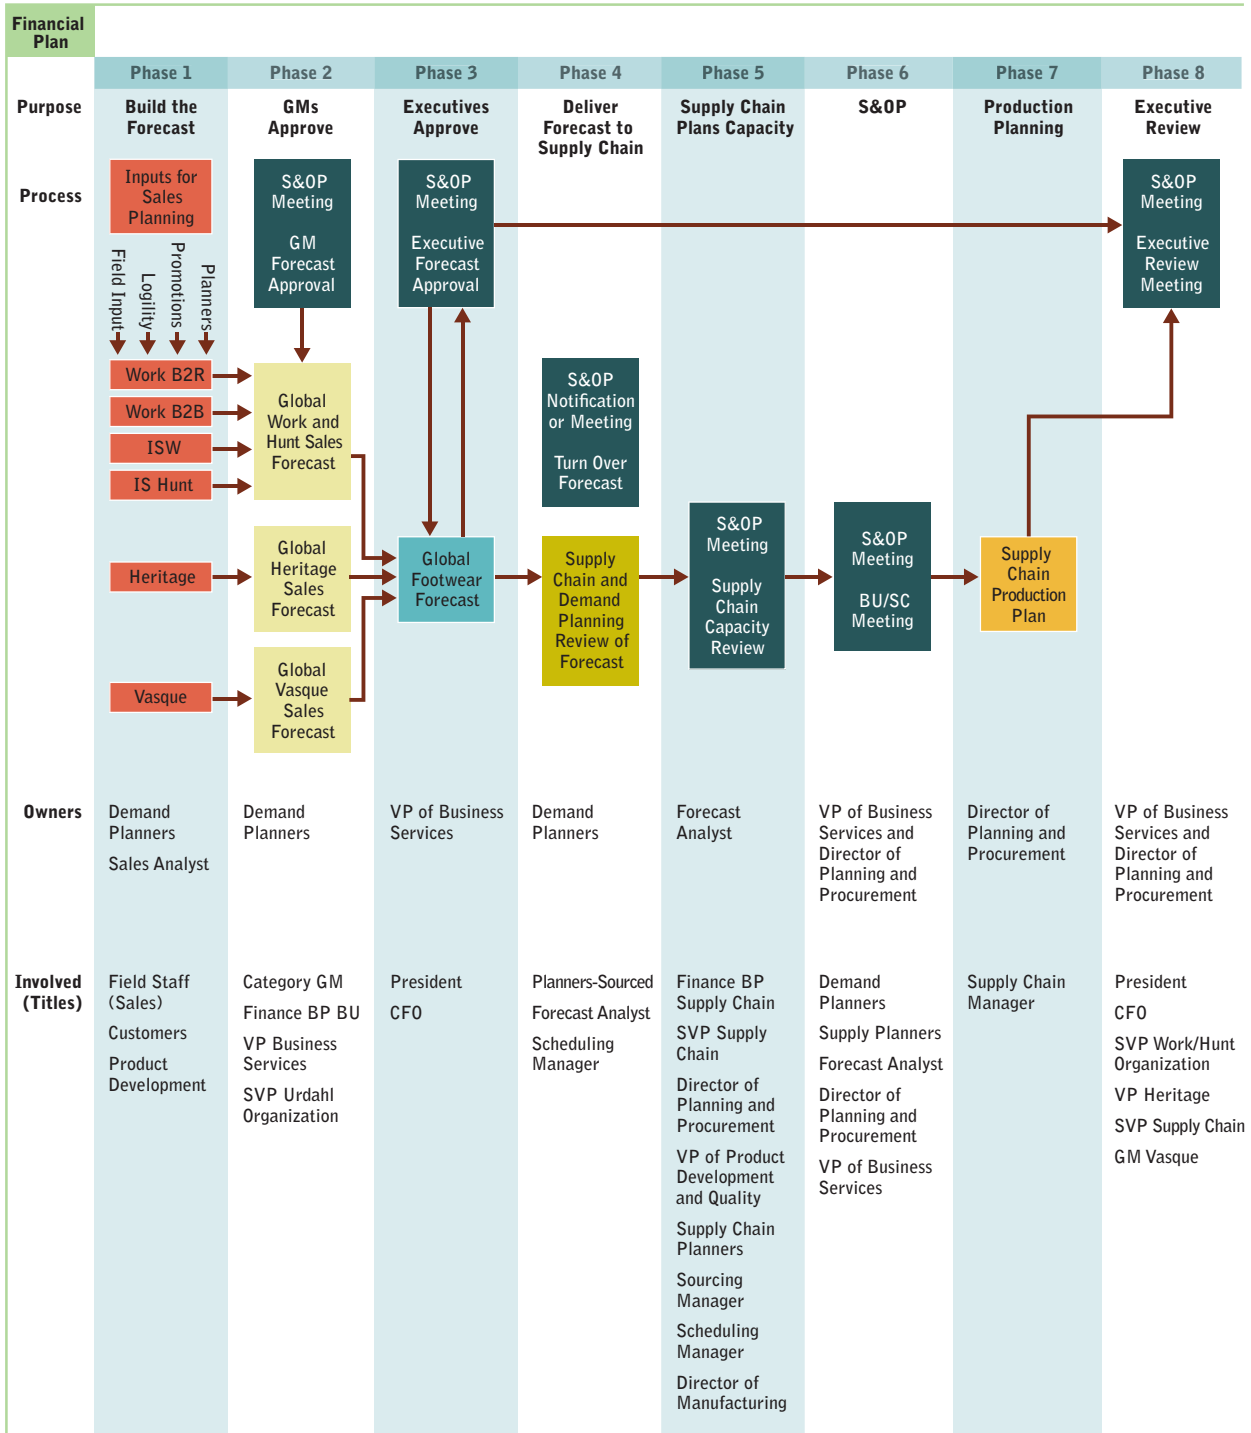 Financial
Plan
Phase 1
Phase 2
Phase 3
Phase 4
Phase 5
Phase 6
Phase 7
Phase 8
Purpose
Build the
Forecast
GMs
Approve
Executives
Approve
Deliver
Forecast to
Supply Chain
Supply Chain
Plans Capacity
S&OP
Production
Planning
Executive
Review
Process
Inputs for
Sales
Planning
Field Input
Logility
Promotions
Planners
Work B2R
Work B2B
ISW
IS Hunt
Heritage
Vasque
S&OP
Meeting
GM
Forecast
Approval
Global
Work and
Hunt Sales
Forecast
Global
Heritage
Sales
Forecast
Global
Vasque
Sales
Forecast
S&OP
Meeting
Executive
Forecast
Approval
Global
Footwear
Forecast
S&OP
Notification
or Meeting
Turn Over
Forecast
Supply
Chain and
Demand
Planning
Review of
Forecast
S&OP
Meeting
Supply
Chain
Capacity
Review
S&OP
Meeting
BU/SC
Meeting
Supply
Chain
Production
Plan
S&OP
Meeting
Executive
Review
Meeting
Owners
Demand
Planners
Sales Analyst
Demand
Planners
VP of Business
Services
Demand
Planners
Forecast
Analyst
VP of Business
Services and
Director of
Planning and
Procurement
Director of
Planning and
Procurement
VP of Business
Services and
Director of
Planning and
Procurement
Involved
(Titles)
Field Staff
(Sales)
Customers
Product
Development
Category GM
Finance BP BU
VP Business
Services
SVP Urdahl
Organization
President
CFO
Planners-Sourced
Forecast Analyst
Scheduling
Manager
Finance BP
Supply Chain
SVP Supply
Chain
Director of
Planning and
Procurement
VP of Product
Development
and Quality
Supply Chain
Planners
Sourcing
Manager
Scheduling
Manager
Director of
Manufacturing
Demand
Planners
Supply Planners
Forecast Analyst
Director of
Planning and
Procurement
VP of Business
Services
Supply Chain
Manager
President
CFO
SVP Work/Hunt
Organization
VP Heritage
SVP Supply Chain
GM Vasque